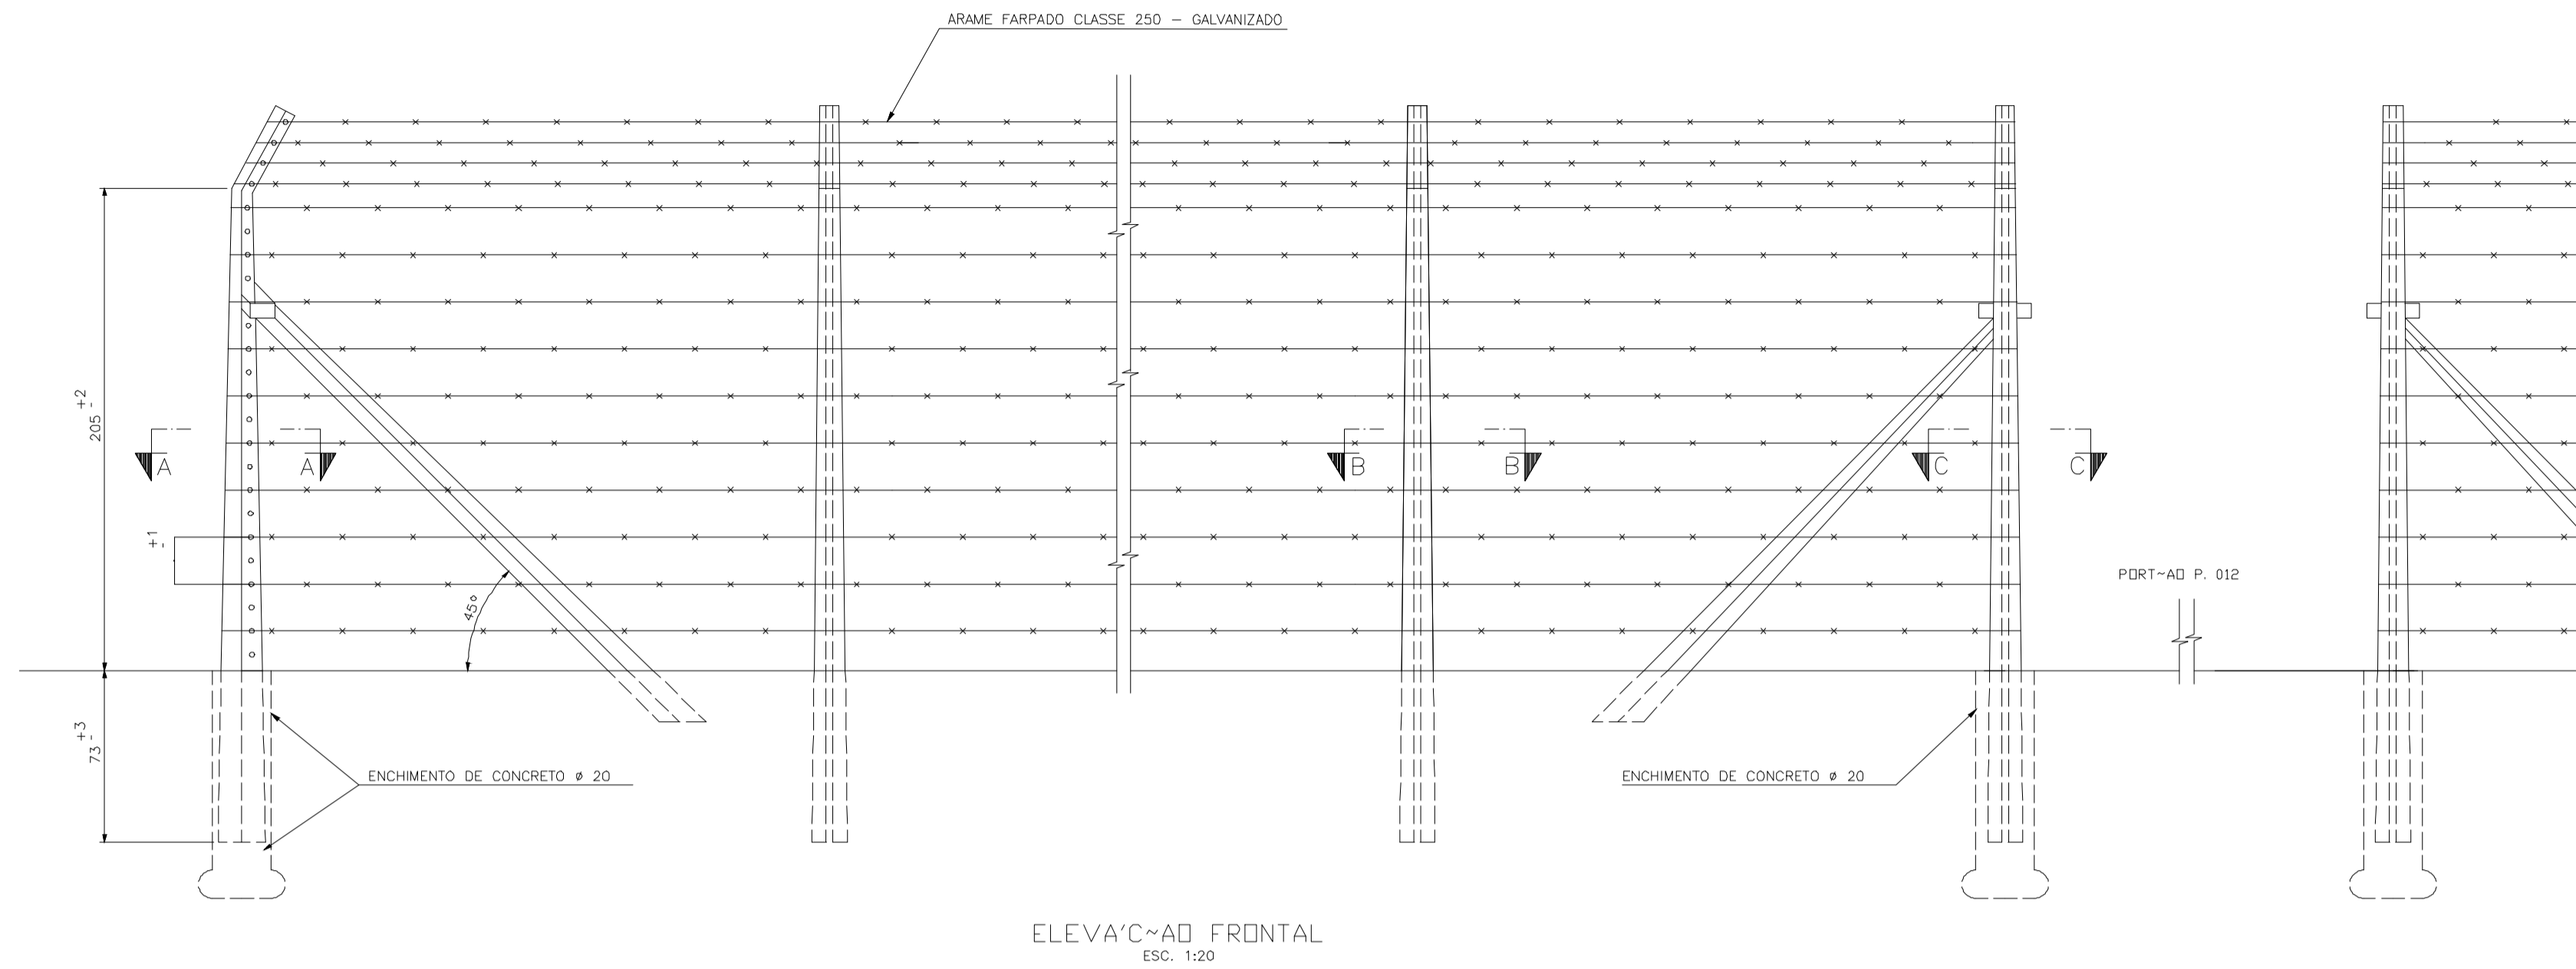 ARAME FARPADO CLASSE 250 - GALVANIZADO
205 +2 -
A A
B B
C C
+1 -
45°
PORT~AO P. 012
73 +3 -
ENCHIMENTO DE CONCRETO ø 20
ENCHIMENTO DE CONCRETO ø 20
ELEVA'C~AO FRONTAL
ESC. 1:20